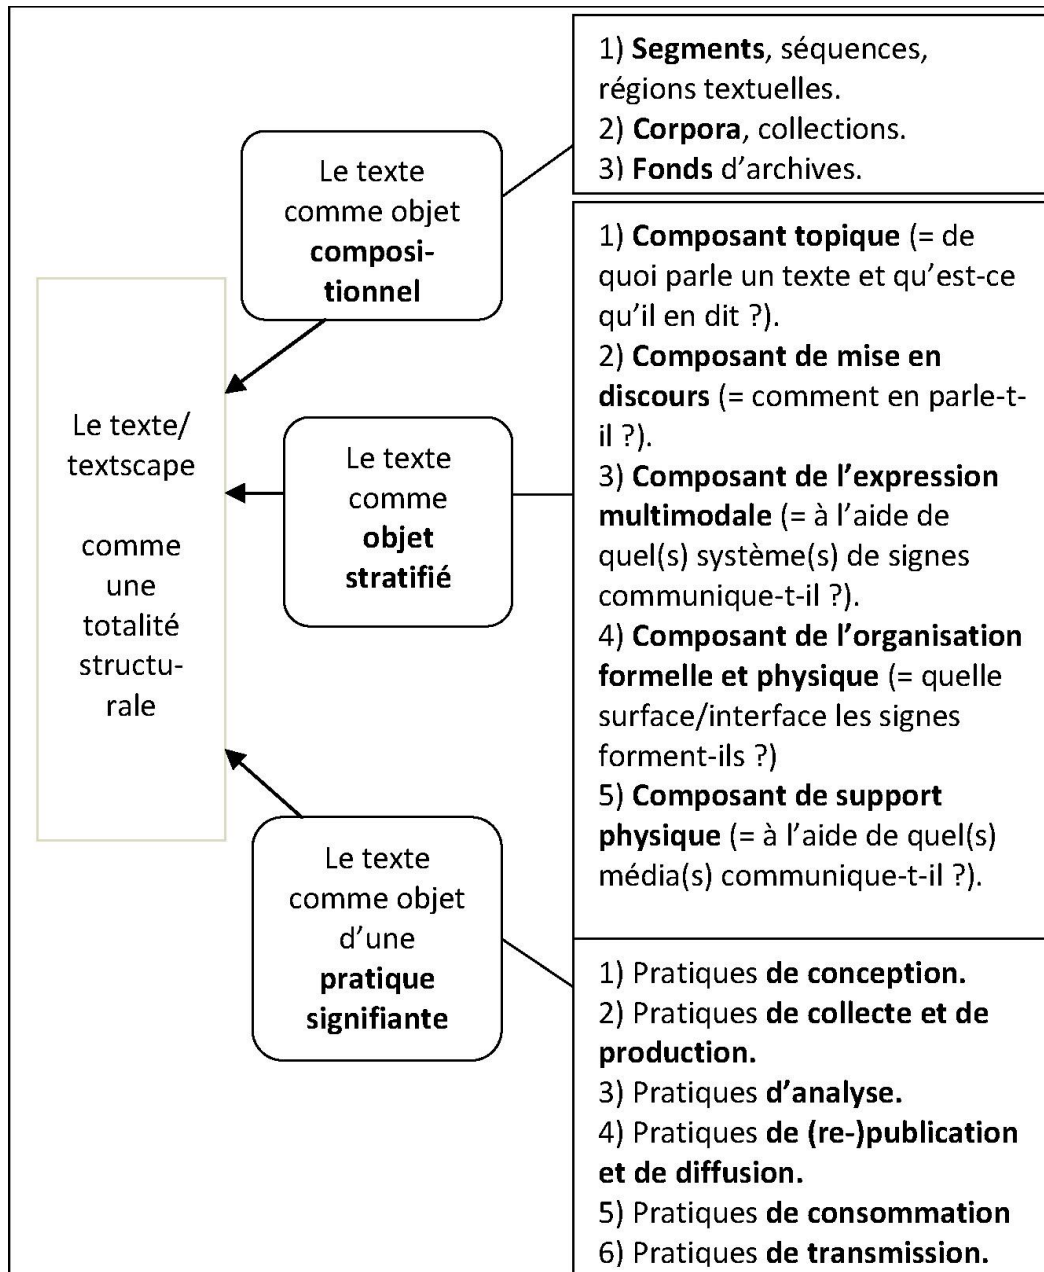 Le texte/
textscape
comme
une
totalité
structu-
rale
Le texte
comme objet
composi-
tionnel
1) Segments, séquences,
régions textuelles.
2) Corpora, collections.
3) Fonds d’archives.
Le texte
comme
objet
stratifié
1) Composant topique (= de
quoi parle un texte et qu’est-ce
qu’il en dit ?).
2) Composant de mise en
discours (= comment en parle-t-
il ?).
3) Composant de l’expression
multimodale (= à l’aide de
quel(s) système(s) de signes
communique-t-il ?).
4) Composant de l’organisation
formelle et physique (= quelle
surface/interface les signes
forment-ils ?)
5) Composant de support
physique (= à l’aide de quel(s)
média(s) communique-t-il ?).
Le texte
comme objet
d’une
pratique
signifiante
1) Pratiques de conception.
2) Pratiques de collecte et de
production.
3) Pratiques d’analyse.
4) Pratiques de (re-)publication
et de diffusion.
5) Pratiques de consommation
6) Pratiques de transmission.